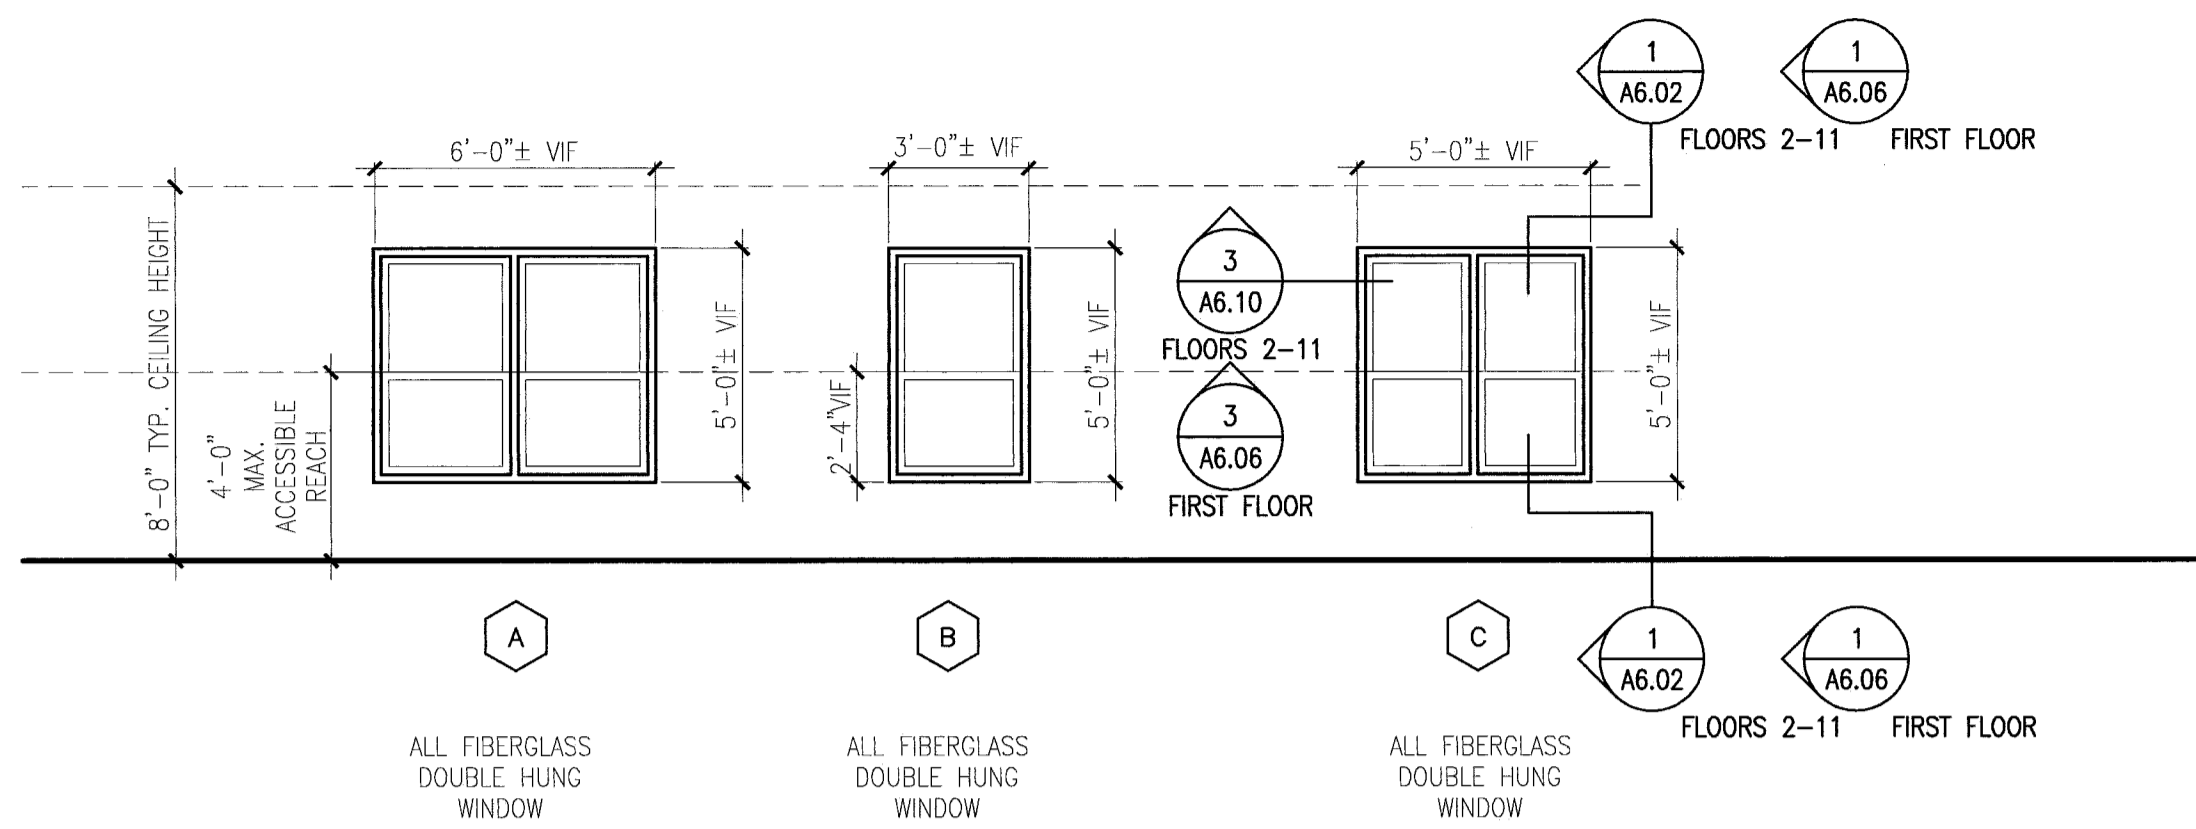 1
A6.02
FLOORS 2-11
1
A6.06
FIRST FLOOR
6'-0"± VIF
3'-0"± VIF
5'-0"± VIF
8'-0" TYP. CEILING HEIGHT
4'-0"
MAX.
ACCESSIBLE
REACH
5'-0"± VIF
2'-4"VIF
5'-0"± VIF
3
A6.10
FLOORS 2-11
3
A6.06
FIRST FLOOR
5'-0"± VIF
A
B
C
1
A6.02
FLOORS 2-11
1
A6.06
FIRST FLOOR
ALL FIBERGLASS
DOUBLE HUNG
WINDOW
ALL FIBERGLASS
DOUBLE HUNG
WINDOW
ALL FIBERGLASS
DOUBLE HUNG
WINDOW